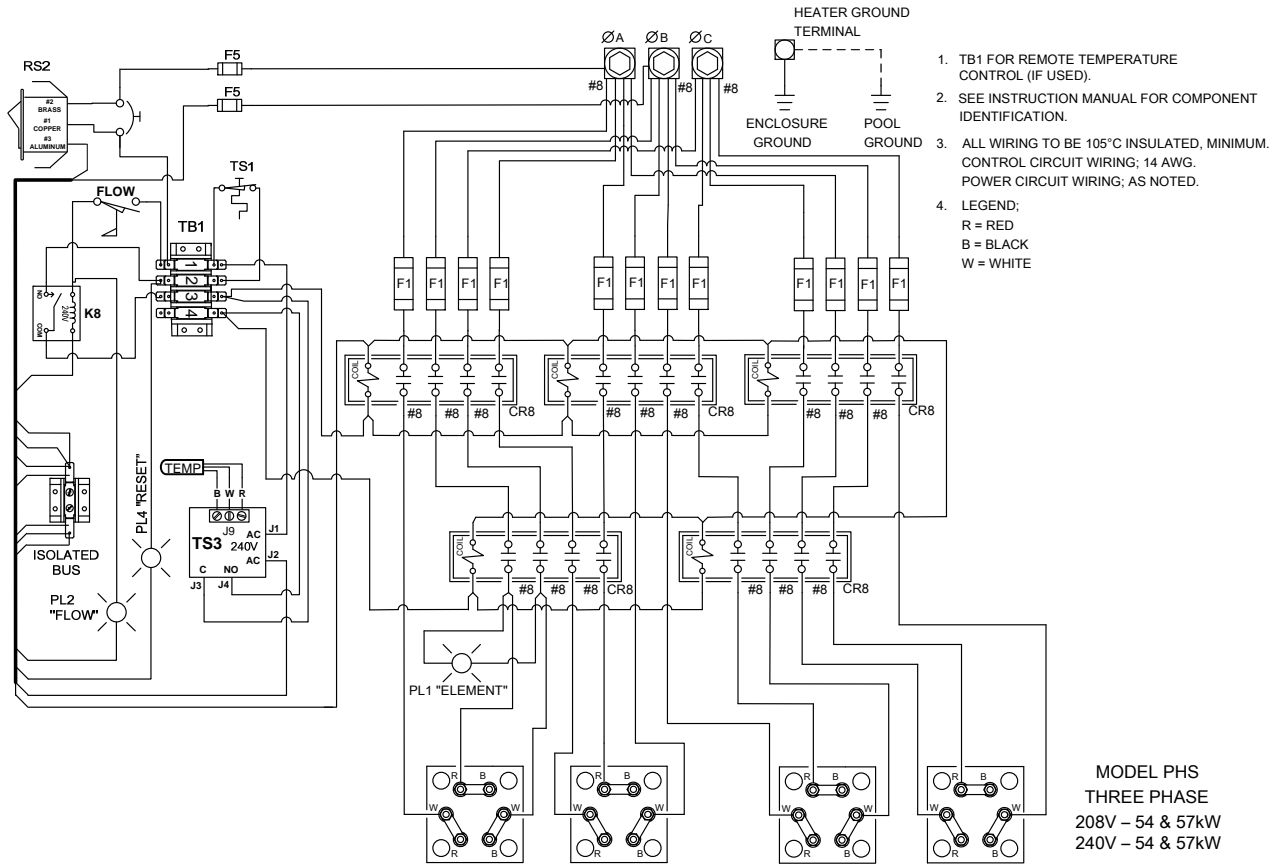 HEATER GROUND
TERMINAL
ØA
ØB
ØC
#8
#8
#8
ENCLOSURE
GROUND
POOL
GROUND
1. TB1 FOR REMOTE TEMPERATURE
CONTROL (IF USED).
2. SEE INSTRUCTION MANUAL FOR COMPONENT
IDENTIFICATION.
3. ALL WIRING TO BE 105°C INSULATED, MINIMUM.
CONTROL CIRCUIT WIRING; 14 AWG.
POWER CIRCUIT WIRING; AS NOTED.
4. LEGEND;
R = RED
B = BLACK
W = WHITE
RS2
#2
BRASS
#1
COPPER
#3
ALUMINUM
F5
F5
FLOW
TS1
TB1
1
2
3
4
NO
COM
240V
K8
F1 F1 F1 F1 F1 F1 F1 F1 F1 F1 F1 F1
COIL
#8 #8 CR8
COIL
#8 #8 CR8
COIL
#8 #8 CR8
TEMP
B W R
J9
TS3
AC
240V
AC
C NO
J1
J2
J3 J4
PL4 "RESET"
ISOLATED
BUS
PL2
"FLOW"
COIL
#8 #8 CR8
COIL
#8 #8 CR8
PL1 "ELEMENT"
R B
W W
R B
R B
W W
R B
R B
W W
R B
R B
W W
R B
MODEL PHS
THREE PHASE
208V – 54 & 57kW
240V – 54 & 57kW